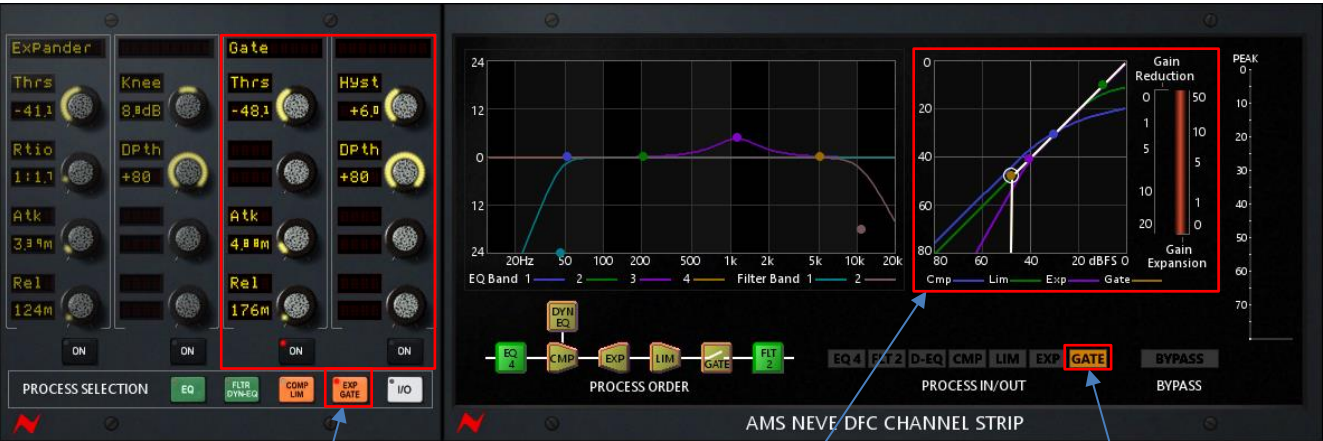 ExPander
Thrs
Knee
-41.1
8.8dB
Rtio
DPth
1:1.7
+80
Atk
3.39m
Rel
124m
Gate
Thrs
Hyst
-48.1
+6.0
DPth
+80
Atk
4.88m
Rel
176m
ON
ON
ON
ON
PROCESS SELECTION
EQ
FLTR
DYN-EQ
COMP
LIM
EXP
GATE
I/O
24
12
0
12
24
20Hz 50 100 200 500 1k 2k 5k 10k 20k
EQ Band 1 2 3 4 Filter Band 1 2
0
20
40
60
80
80 60 40 20 dBFS 0
Cmp Lim Exp Gate
Gain
Reduction
0
1
5
10
20
50
10
5
1
0
Gain
Expansion
PEAK
0
10
20
30
40
50
60
70
DYN
EQ
EQ
4
CMP
EXP
LIM
GATE
FLT
2
PROCESS ORDER
EQ 4 FLT 2 D-EQ CMP LIM EXP GATE
PROCESS IN/OUT
BYPASS
BYPASS
AMS NEVE DFC CHANNEL STRIP